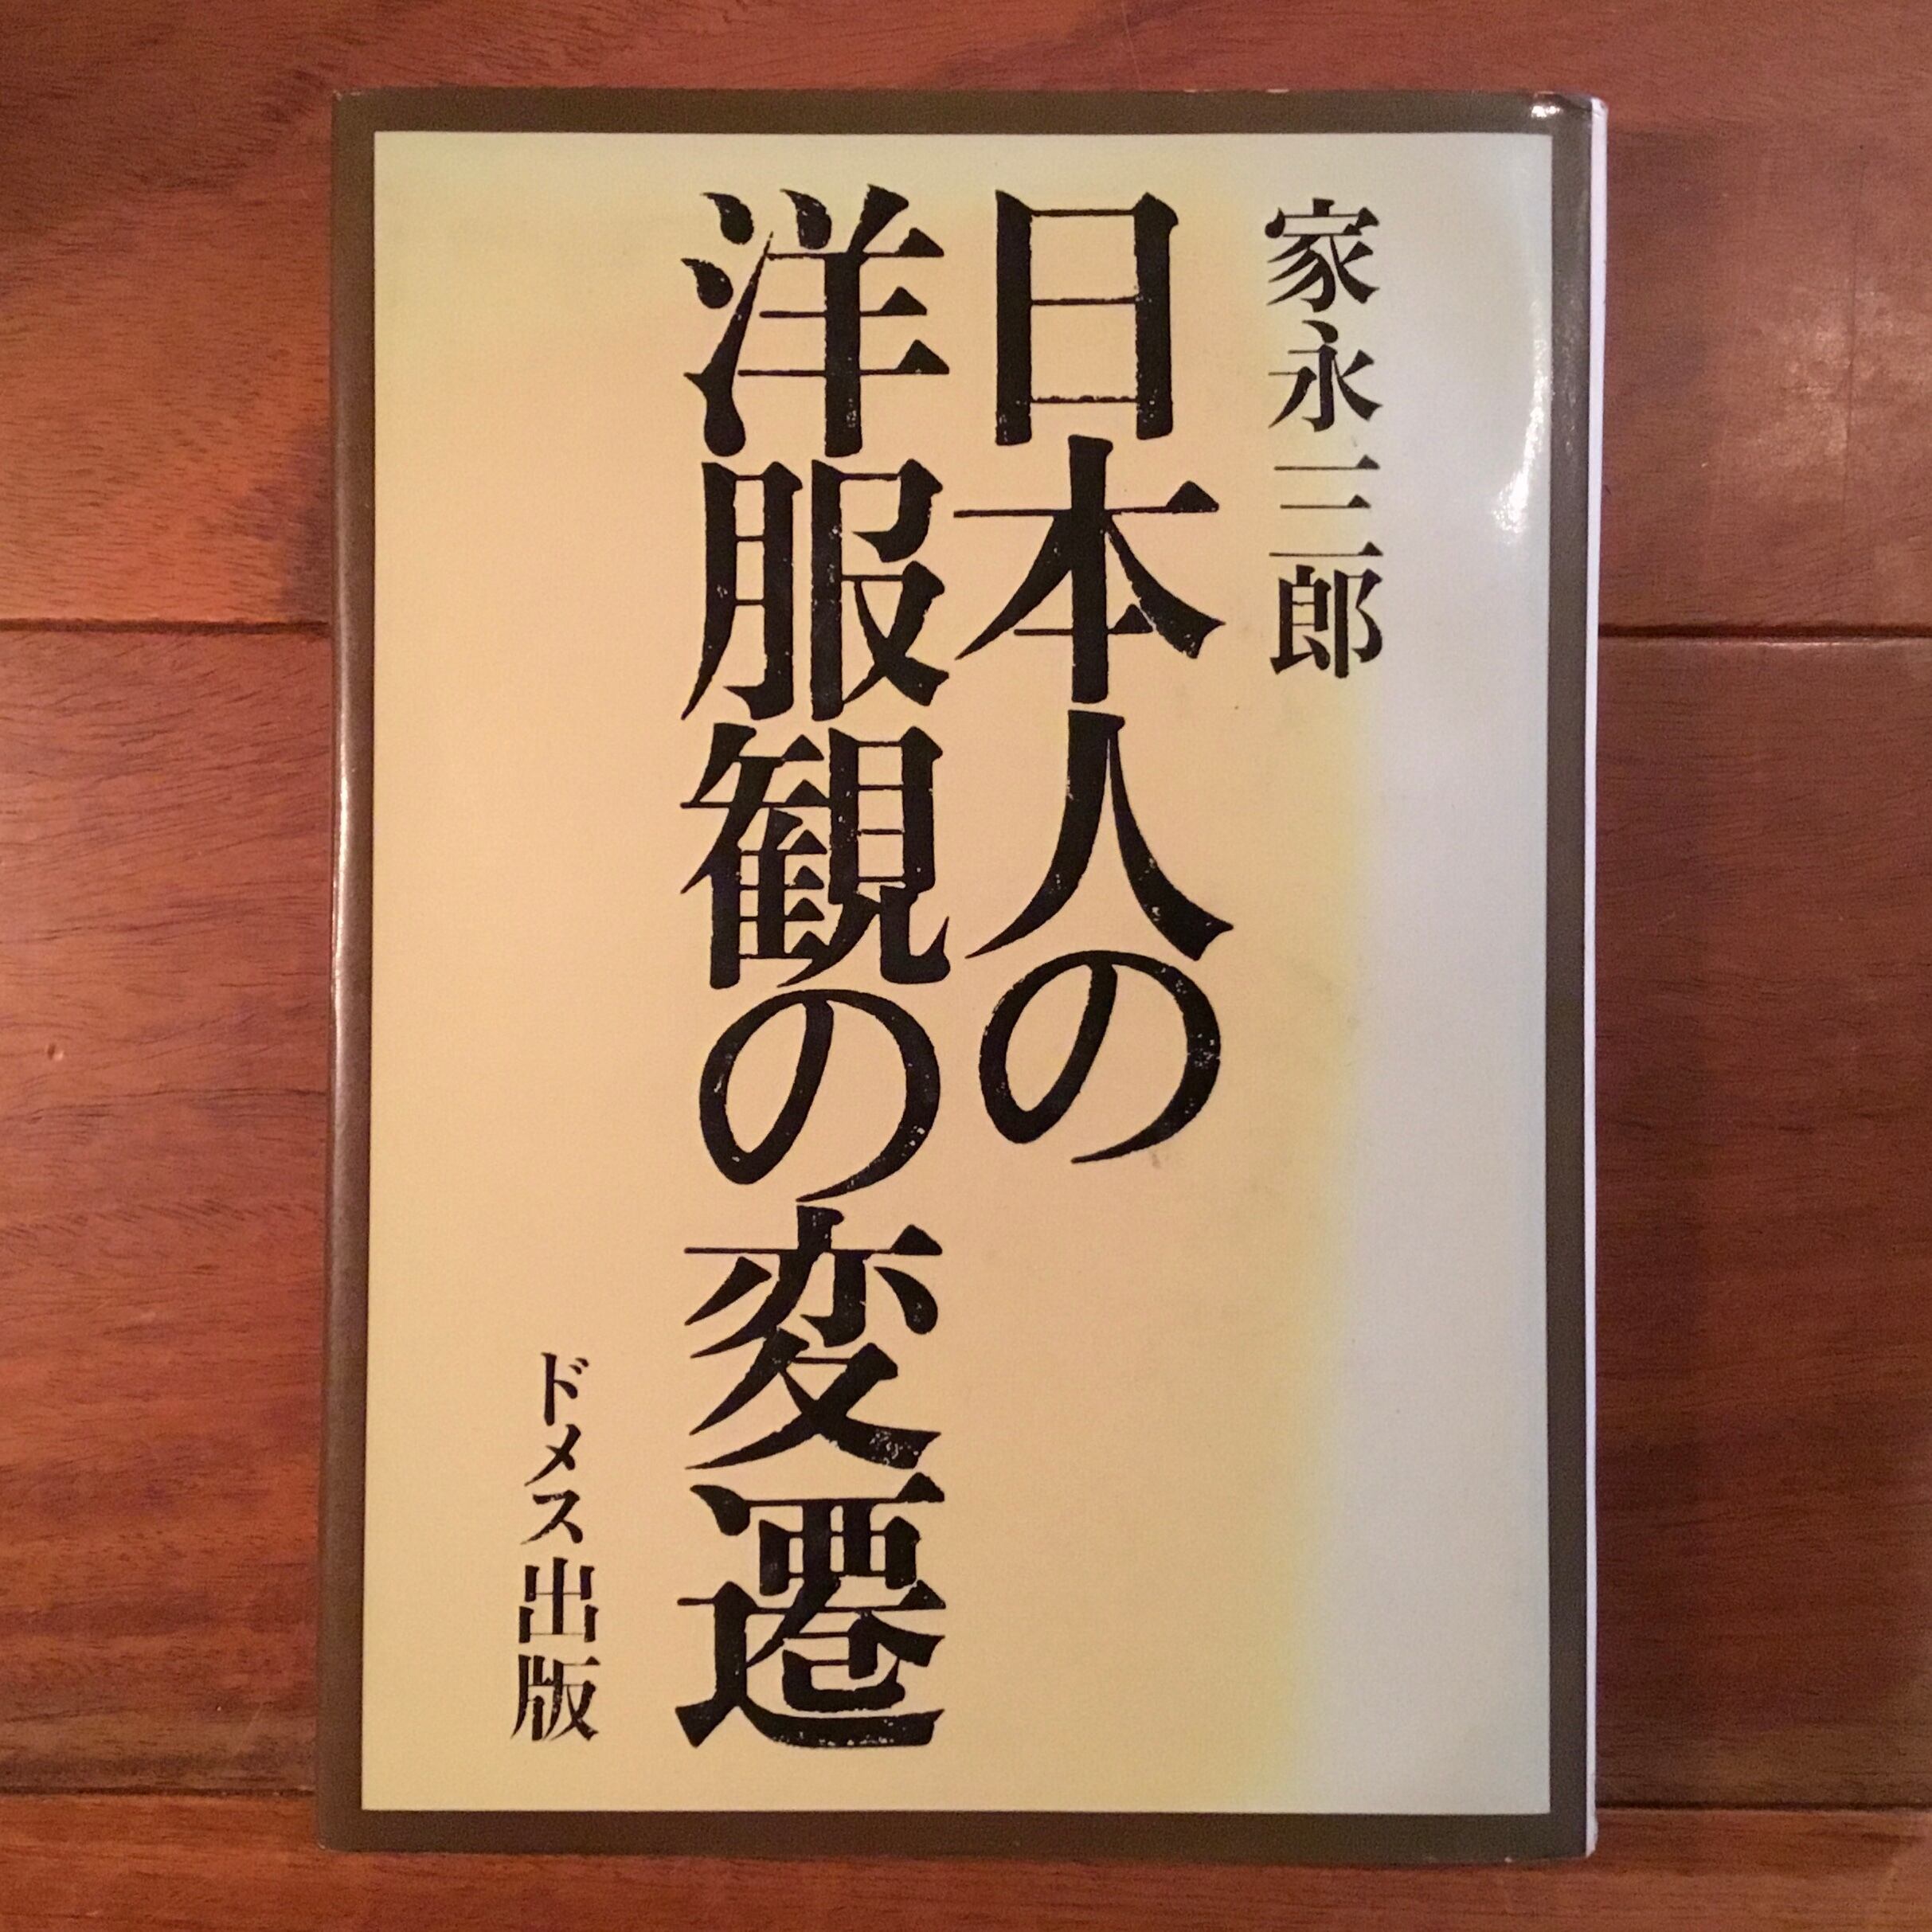 家永三郎
日本人の
洋服観の変遷
ドメス出版